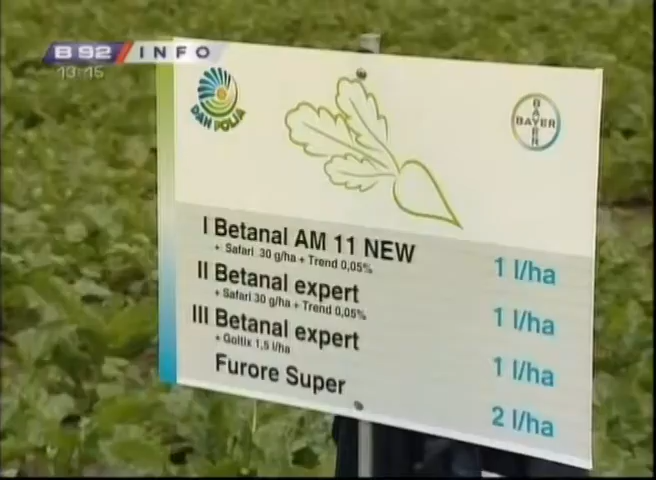 B 92 INFO
13:15
DAN POLJA
BAYER
BAYER
I Betanal AM 11 NEW 1 l/ha
+ Safari 30 g/ha + Trend 0,05%
II Betanal expert 1 l/ha
+ Safari 30 g/ha + Trend 0,05%
III Betanal expert 1 l/ha
+ Goltix 1,5 l/ha
Furore Super 2 l/ha